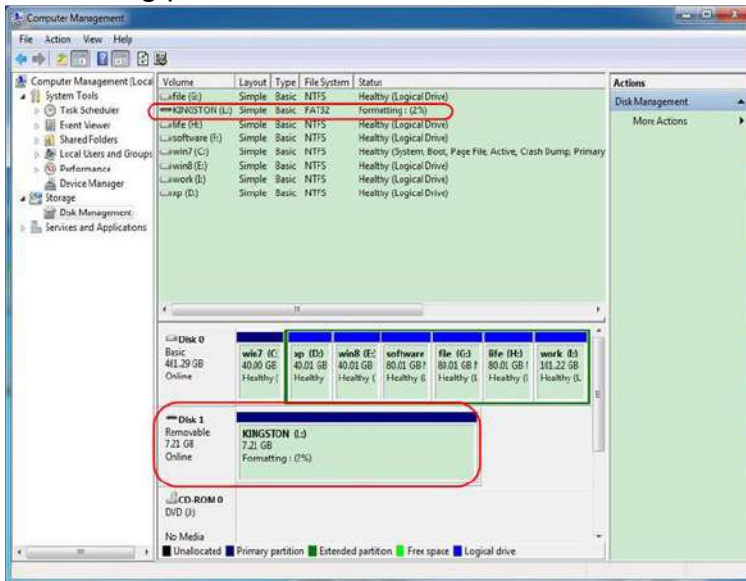 Computer Management
File Action View Help
Computer Management (Local
System Tools
Task Scheduler
Event Viewer
Shared Folders
Local Users and Groups
Performance
Device Manager
Storage
Disk Management
Services and Applications
Volume Layout Type File System Status
file (G:) Simple Basic NTFS Healthy (Logical Drive)
KINGSTON (L:) Simple Basic FAT32 Formatting : (2%)
life (H:) Simple Basic NTFS Healthy (Logical Drive)
software (F:) Simple Basic NTFS Healthy (Logical Drive)
win7 (C:) Simple Basic NTFS Healthy (System, Boot, Page File, Active, Crash Dump, Primary
win8 (E:) Simple Basic NTFS Healthy (Logical Drive)
work (I:) Simple Basic NTFS Healthy (Logical Drive)
xp (D:) Simple Basic NTFS Healthy (Logical Drive)
Actions
Disk Management
More Actions
Disk 0
Basic
461.29 GB
Online
win7 (C:
40.00 GB
Healthy (
xp (D:)
40.01 GB
Healthy
win8 (E:
40.01 GB
Healthy (
software
80.01 GB
Healthy (
file (G:)
80.01 GB
Healthy (L
life (H:)
80.01 GB
Healthy (
work (I:)
101.22 GB
Healthy (L
Disk 1
Removable
7.21 GB
Online
KINGSTON (L:)
7.21 GB
Formatting : (2%)
CD-ROM 0
DVD (J:)
No Media
Unallocated Primary partition Extended partition Free space Logical drive